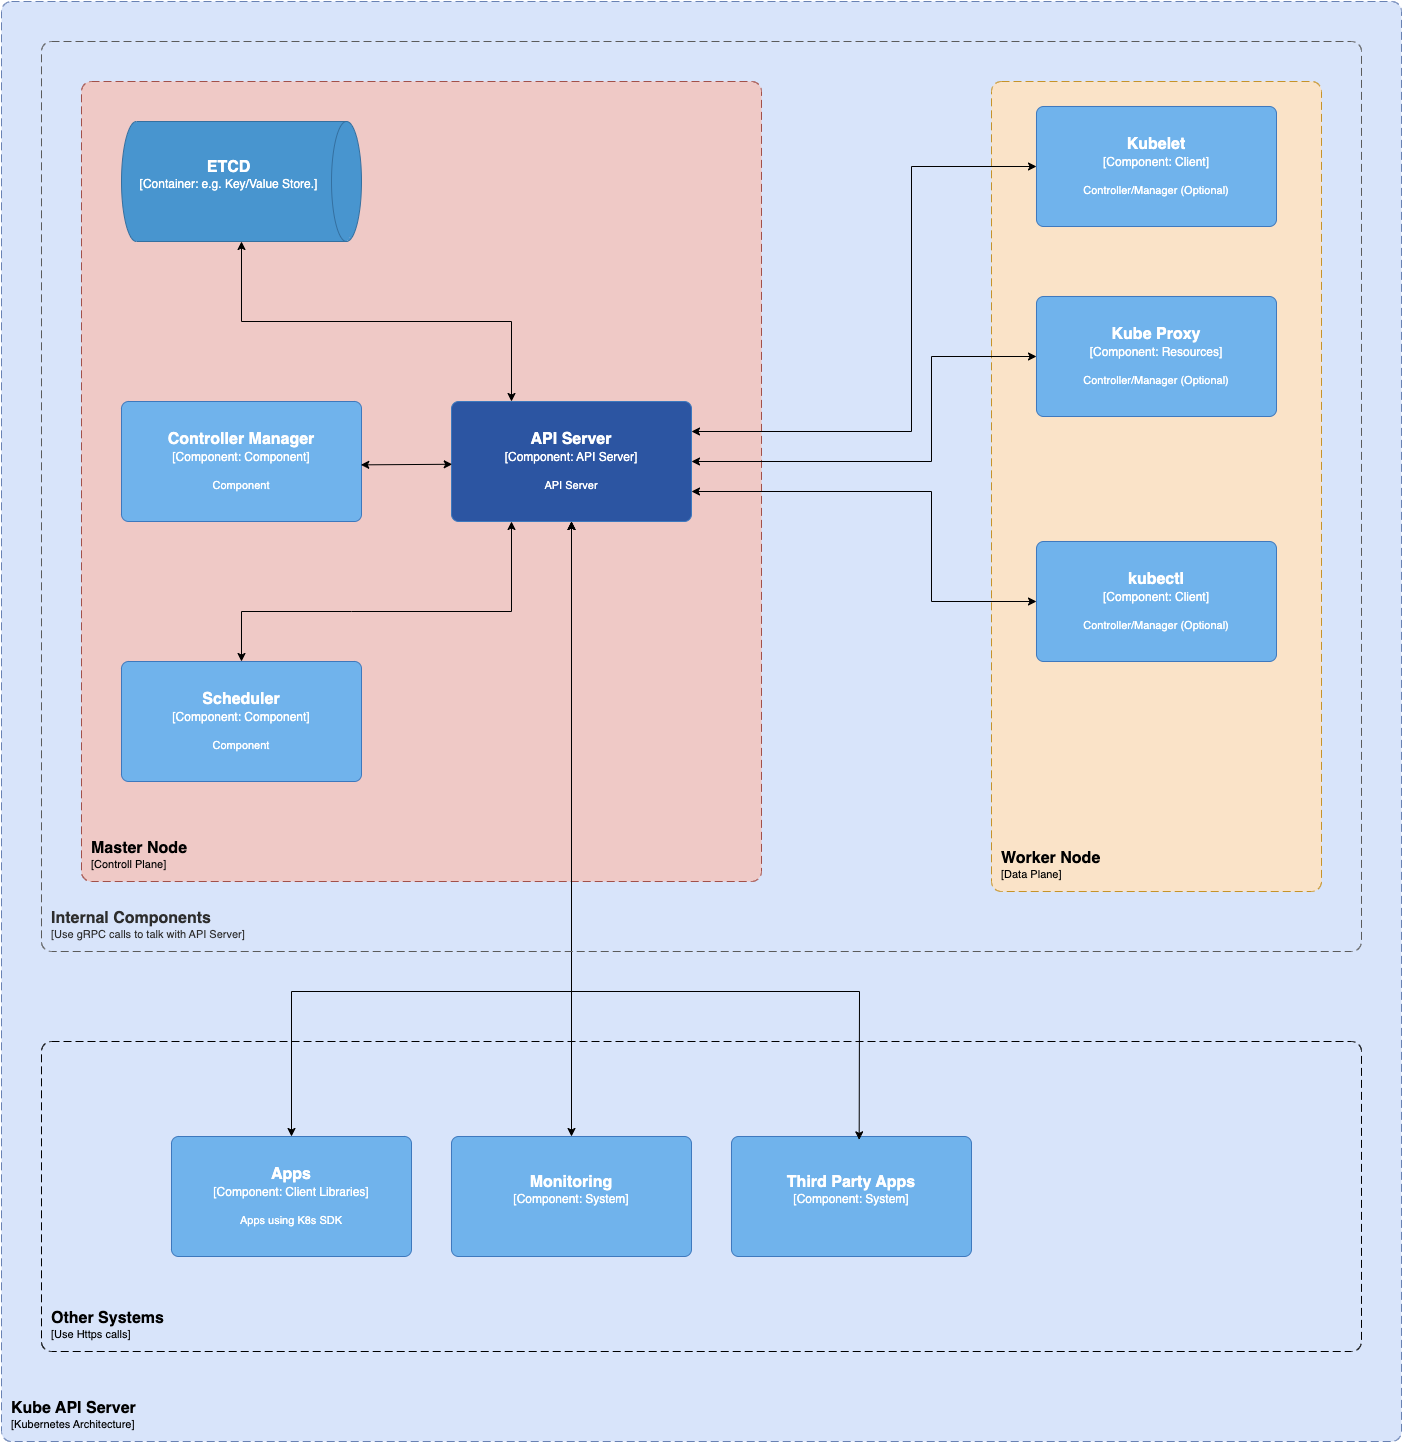 ETCD
[Container: e.g. Key/Value Store.]
Controller Manager
[Component: Component]
Component
API Server
[Component: API Server]
API Server
Scheduler
[Component: Component]
Component
Master Node
[Controll Plane]
Kubelet
[Component: Client]
Controller/Manager (Optional)
Kube Proxy
[Component: Resources]
Controller/Manager (Optional)
kubectl
[Component: Client]
Controller/Manager (Optional)
Worker Node
[Data Plane]
Internal Components
[Use gRPC calls to talk with API Server]
Apps
[Component: Client Libraries]
Apps using K8s SDK
Monitoring
[Component: System]
Third Party Apps
[Component: System]
Other Systems
[Use Https calls]
Kube API Server
[Kubernetes Architecture]